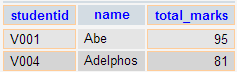 studentid name total_marks
V001 Abe 95
V004 Adelphos 81